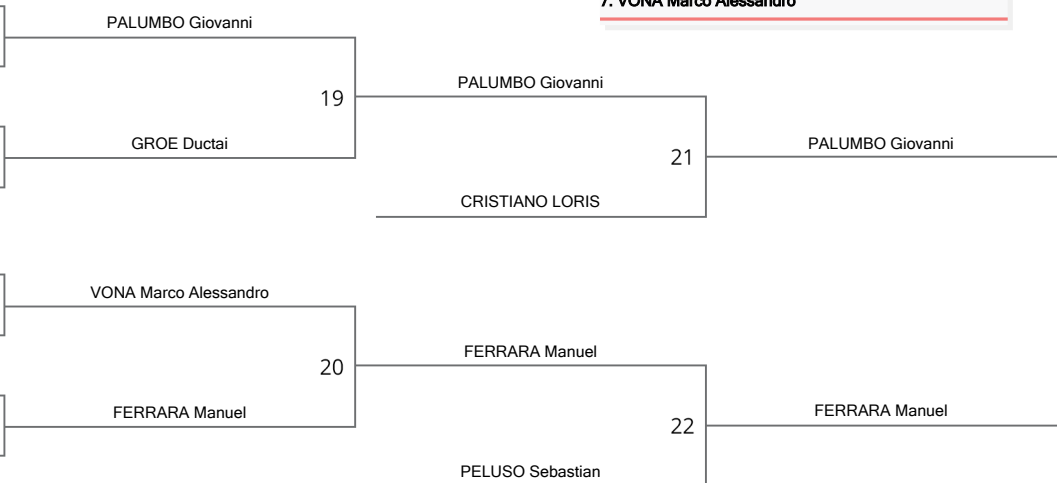 7. VONA Marco Alessandro
PALUMBO Giovanni
19
PALUMBO Giovanni
GROE Ductai
21
PALUMBO Giovanni
CRISTIANO LORIS
VONA Marco Alessandro
20
FERRARA Manuel
FERRARA Manuel
22
FERRARA Manuel
PELUSO Sebastian